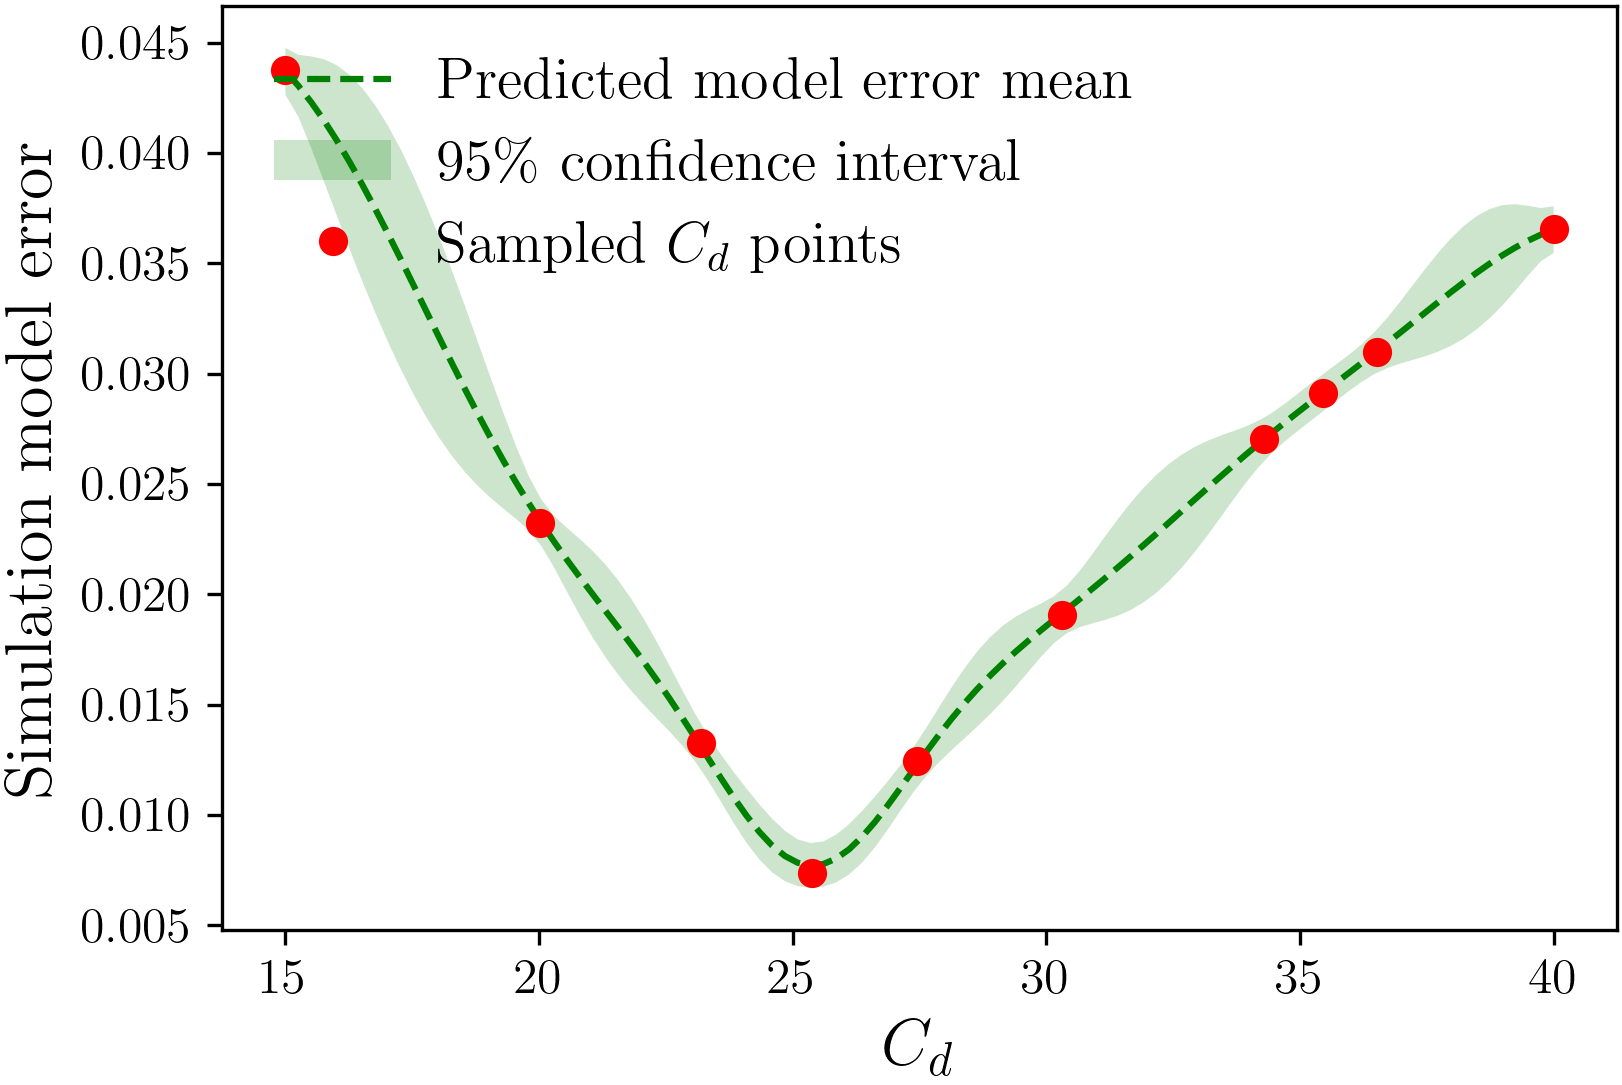 Simulation model error
0.045
0.040
0.035
0.030
0.025
0.020
0.015
0.010
0.005
Predicted model error mean
95% confidence interval
Sampled C_d points
15 20 25 30 35 40
C_d